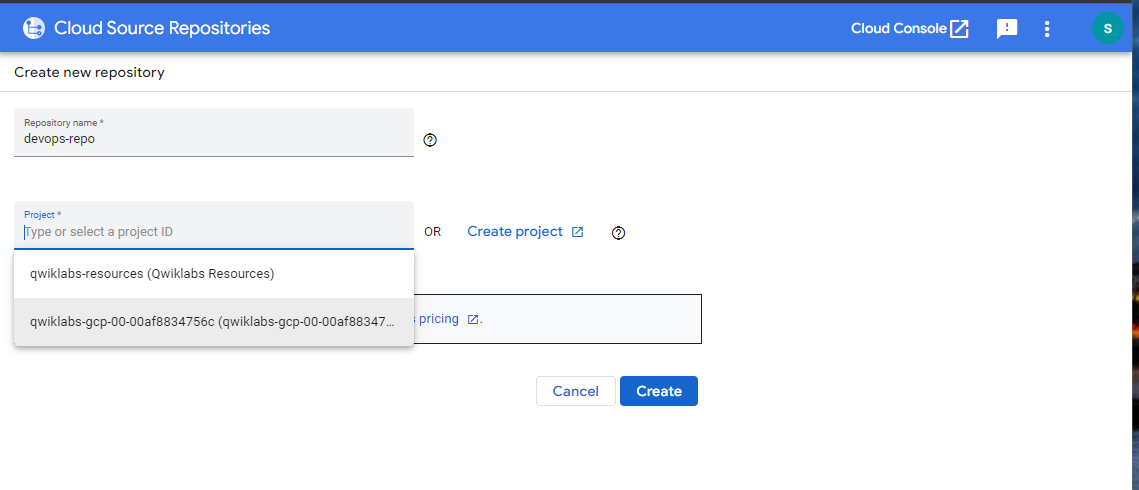 Cloud Source Repositories
Cloud Console
S
Create new repository
Repository name *
devops-repo
Project *
Type or select a project ID
OR
Create project
qwiklabs-resources (Qwiklabs Resources)
qwiklabs-gcp-00-00af8834756c (qwiklabs-gcp-00-00af88347...
pricing .
Cancel
Create